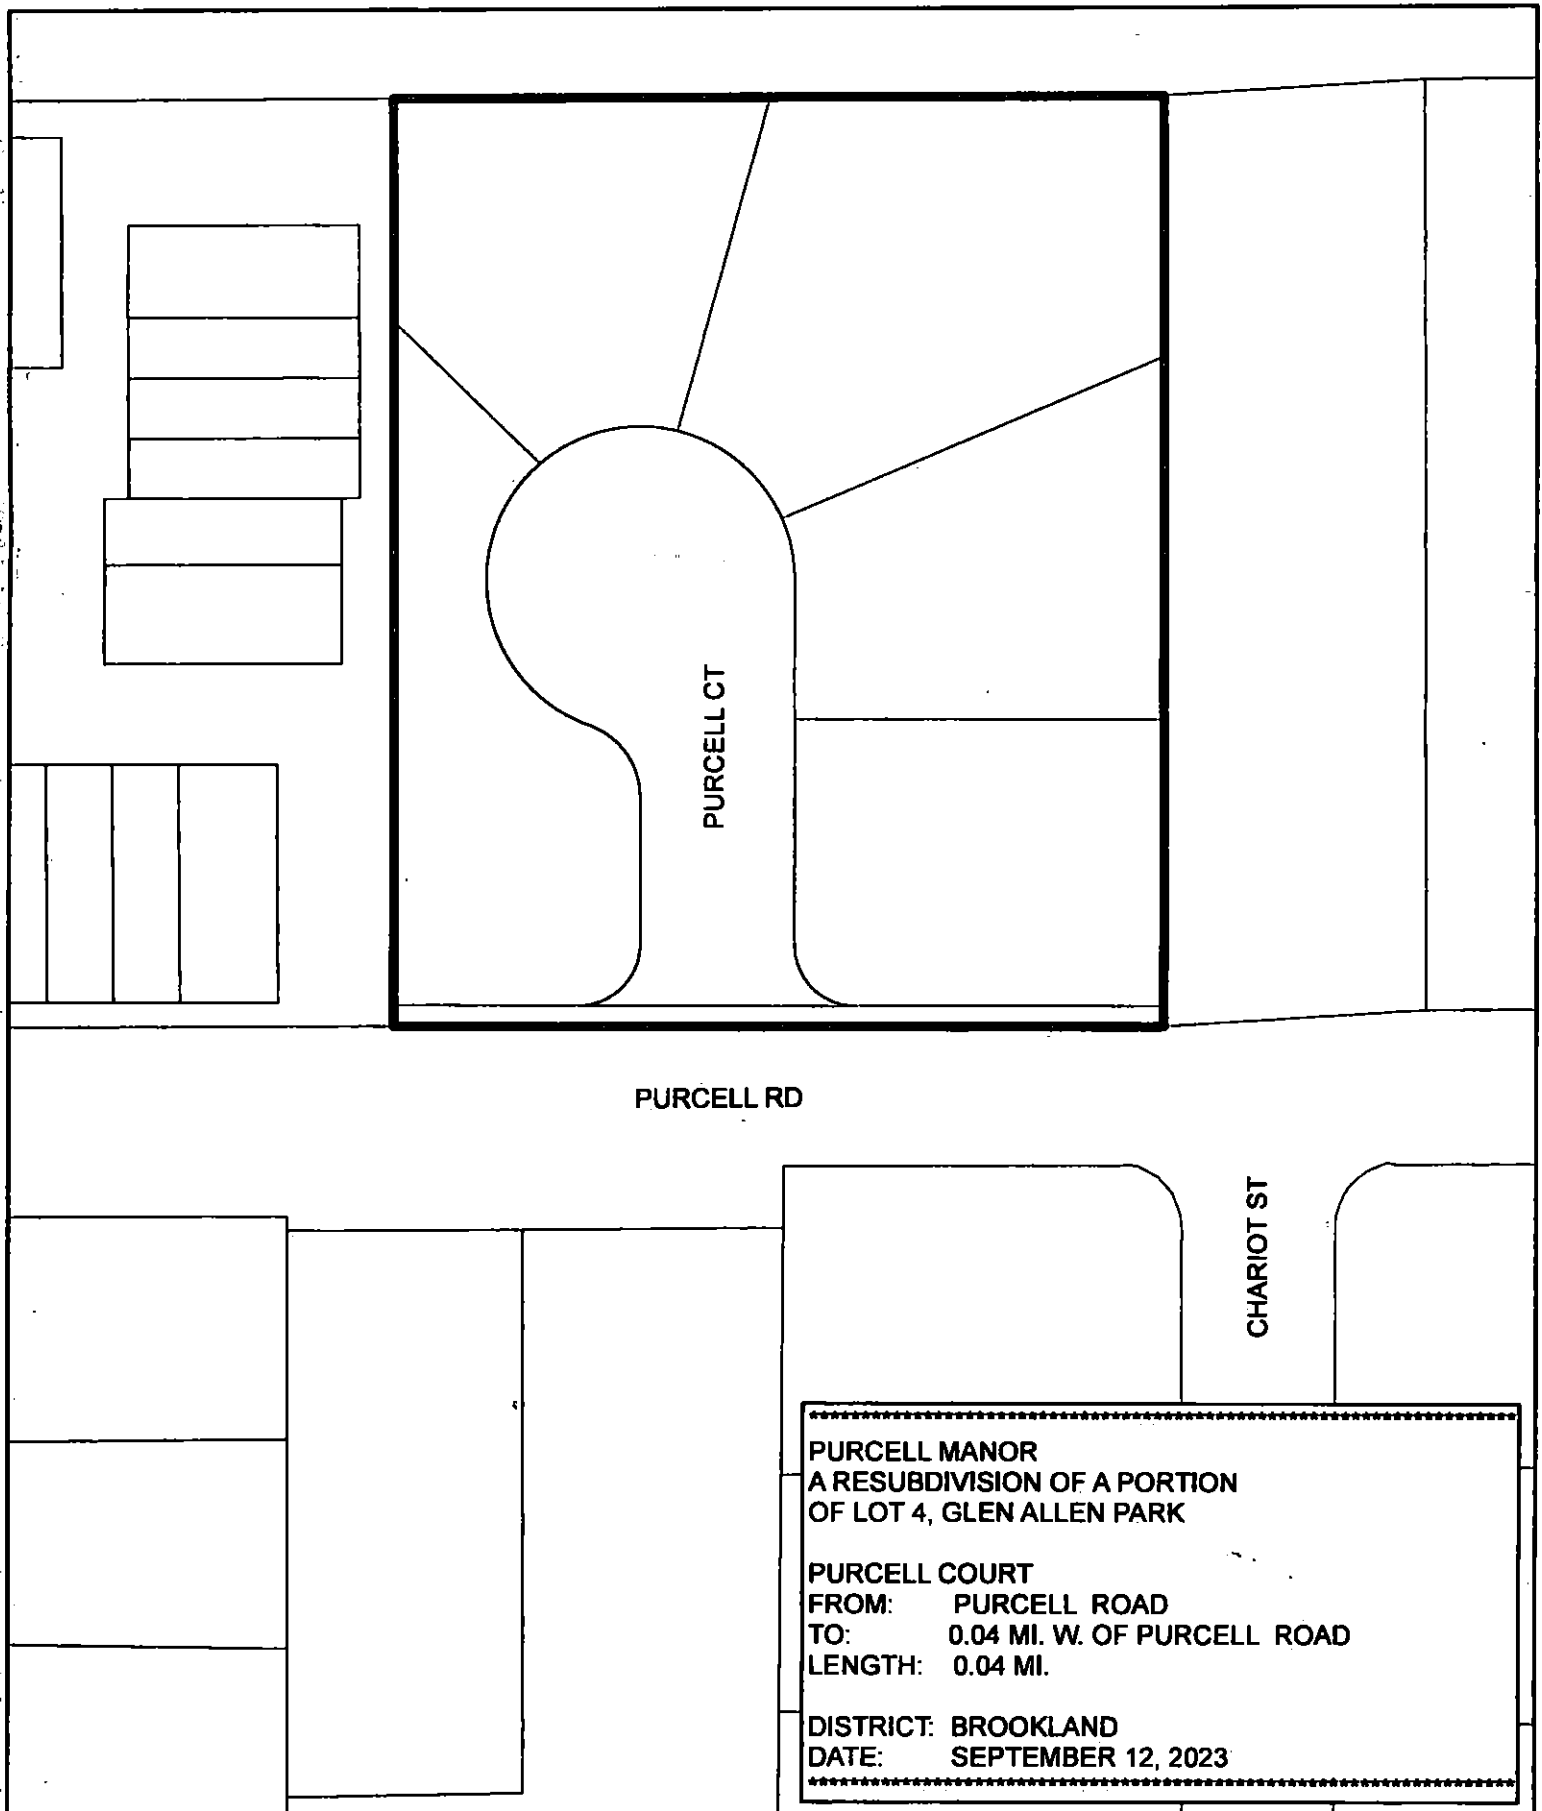 PURCELL CT
PURCELL RD
CHARIOT ST
PURCELL MANOR
A RESUBDIVISION OF A PORTION
OF LOT 4, GLEN ALLEN PARK
PURCELL COURT
FROM: PURCELL ROAD
TO: 0.04 MI. W. OF PURCELL ROAD
LENGTH: 0.04 MI.
DISTRICT: BROOKLAND
DATE: SEPTEMBER 12, 2023